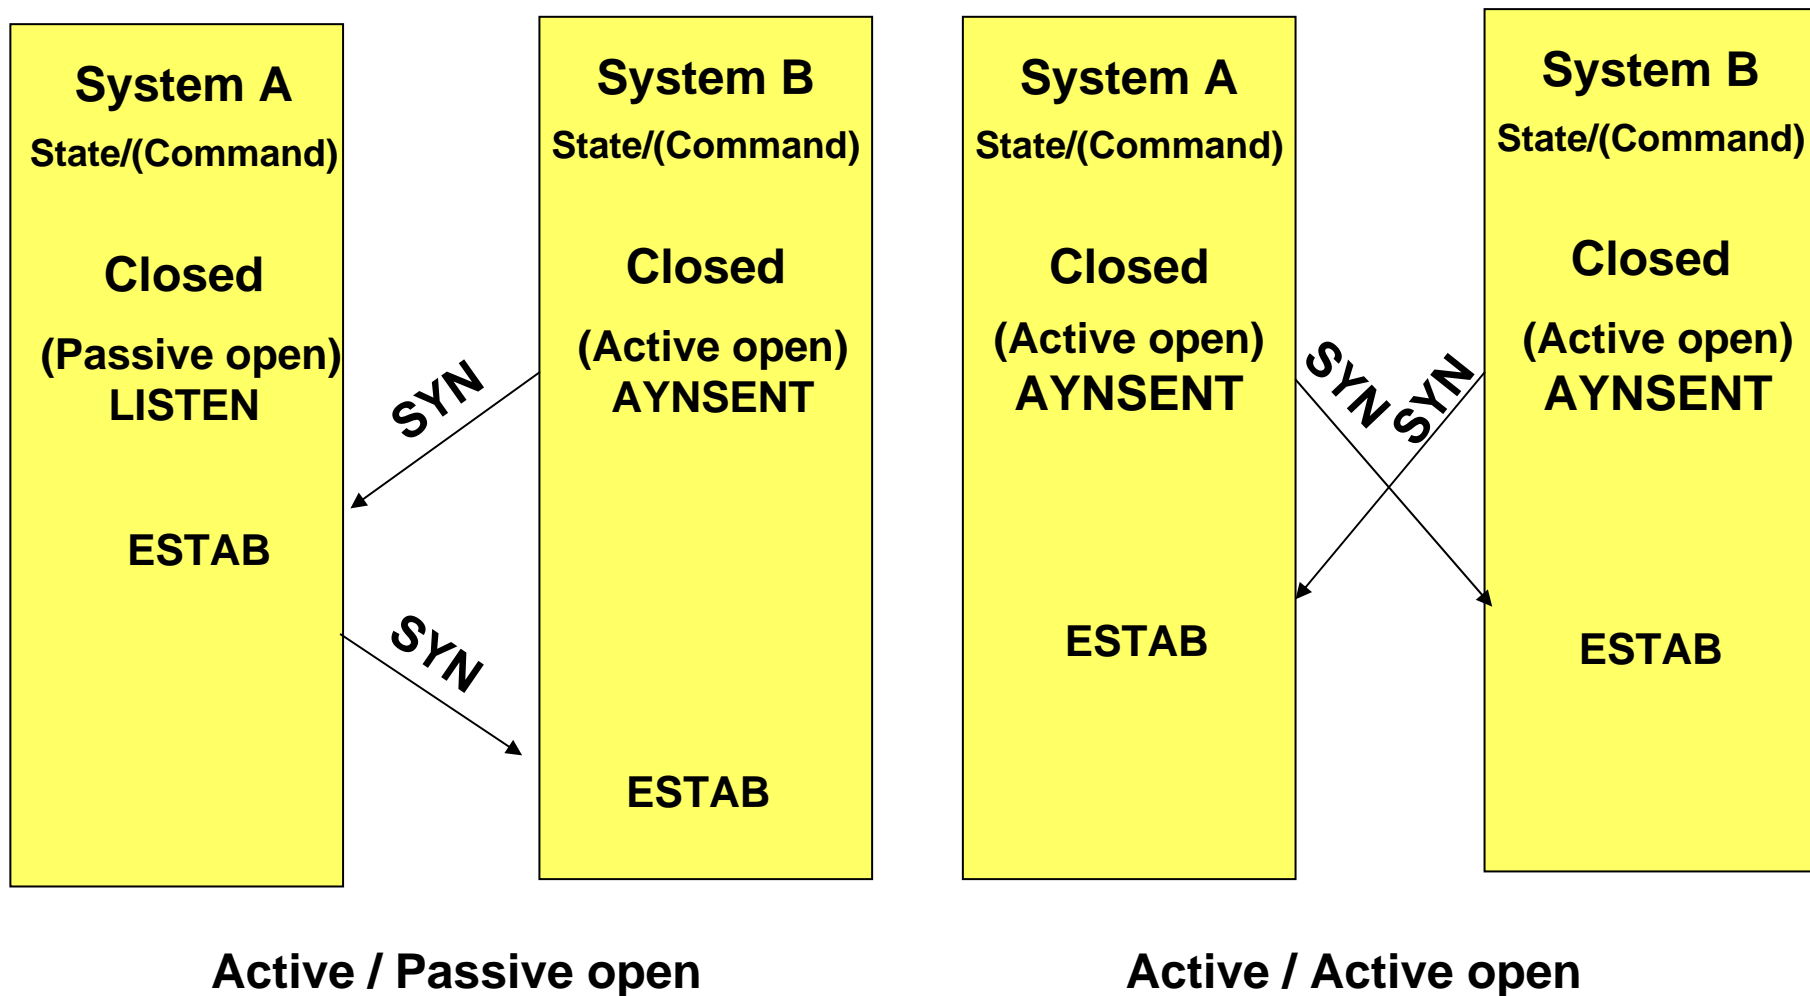 System A
State/(Command)
Closed
(Passive open)
LISTEN
ESTAB
SYN
SYN
System B
State/(Command)
Closed
(Active open)
AYNSENT
ESTAB
Active / Passive open
System A
State/(Command)
Closed
(Active open)
AYNSENT
ESTAB
SYN
SYN
System B
State/(Command)
Closed
(Active open)
AYNSENT
ESTAB
Active / Active open